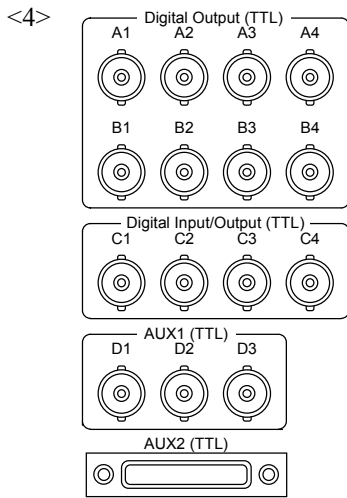 <4>
Digital Output (TTL)
A1 A2 A3 A4
B1 B2 B3 B4
Digital Input/Output (TTL)
C1 C2 C3 C4
AUX1 (TTL)
D1 D2 D3
AUX2 (TTL)